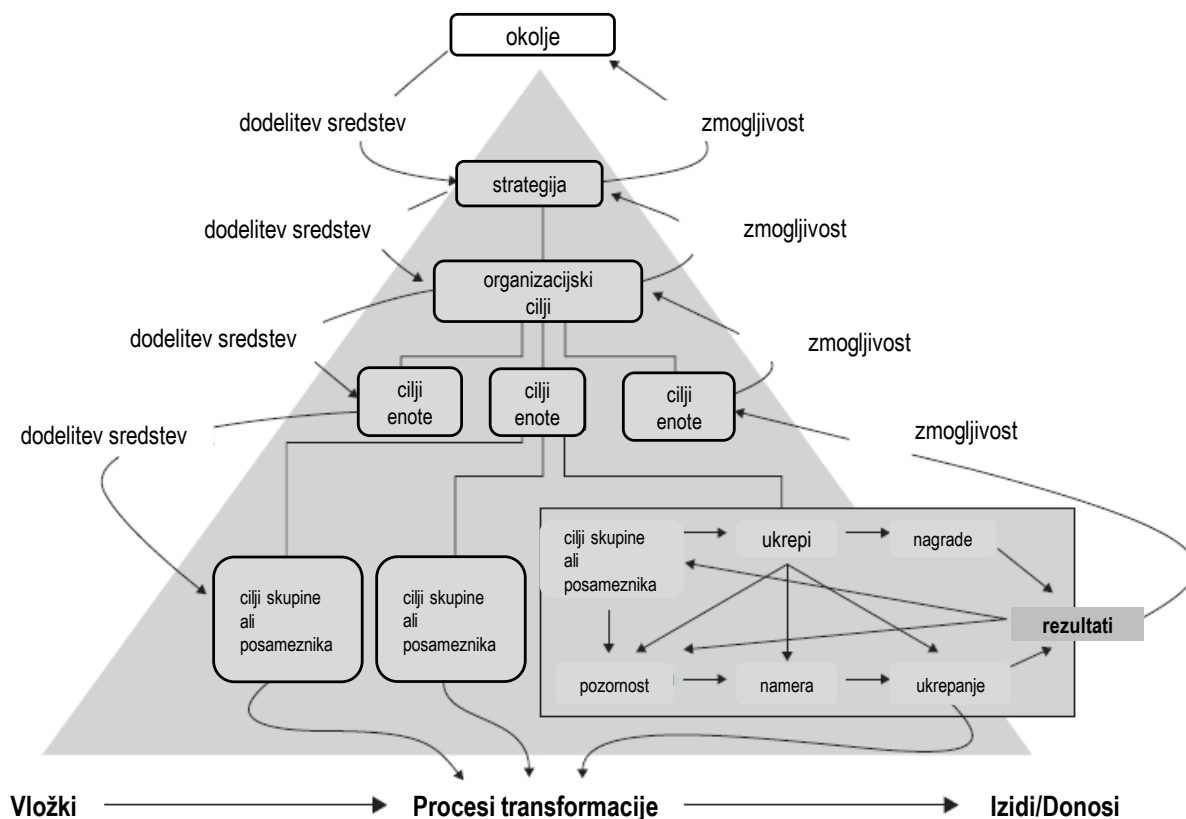 okolje
dodelitev sredstev
zmogljivost
strategija
dodelitev sredstev
zmogljivost
organizacijski
cilji
dodelitev sredstev
zmogljivost
cilji
enote
cilji
enote
cilji
enote
dodelitev sredstev
zmogljivost
cilji skupine
ali
posameznika
ukrepi
nagrade
cilji skupine
ali
posameznika
cilji skupine
ali
posameznika
rezultati
pozornost
namera
ukrepanje
Vložki
Procesi transformacije
Izidi/Donosi